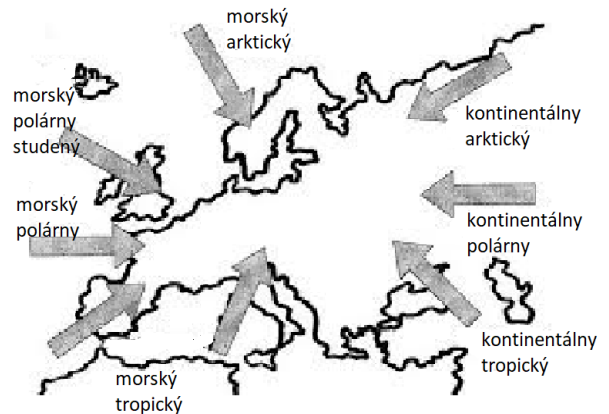 morský
arktický
morský
polárny
studený
kontinentálny
arktický
morský
polárny
kontinentálny
polárny
kontinentálny
tropický
morský
tropický